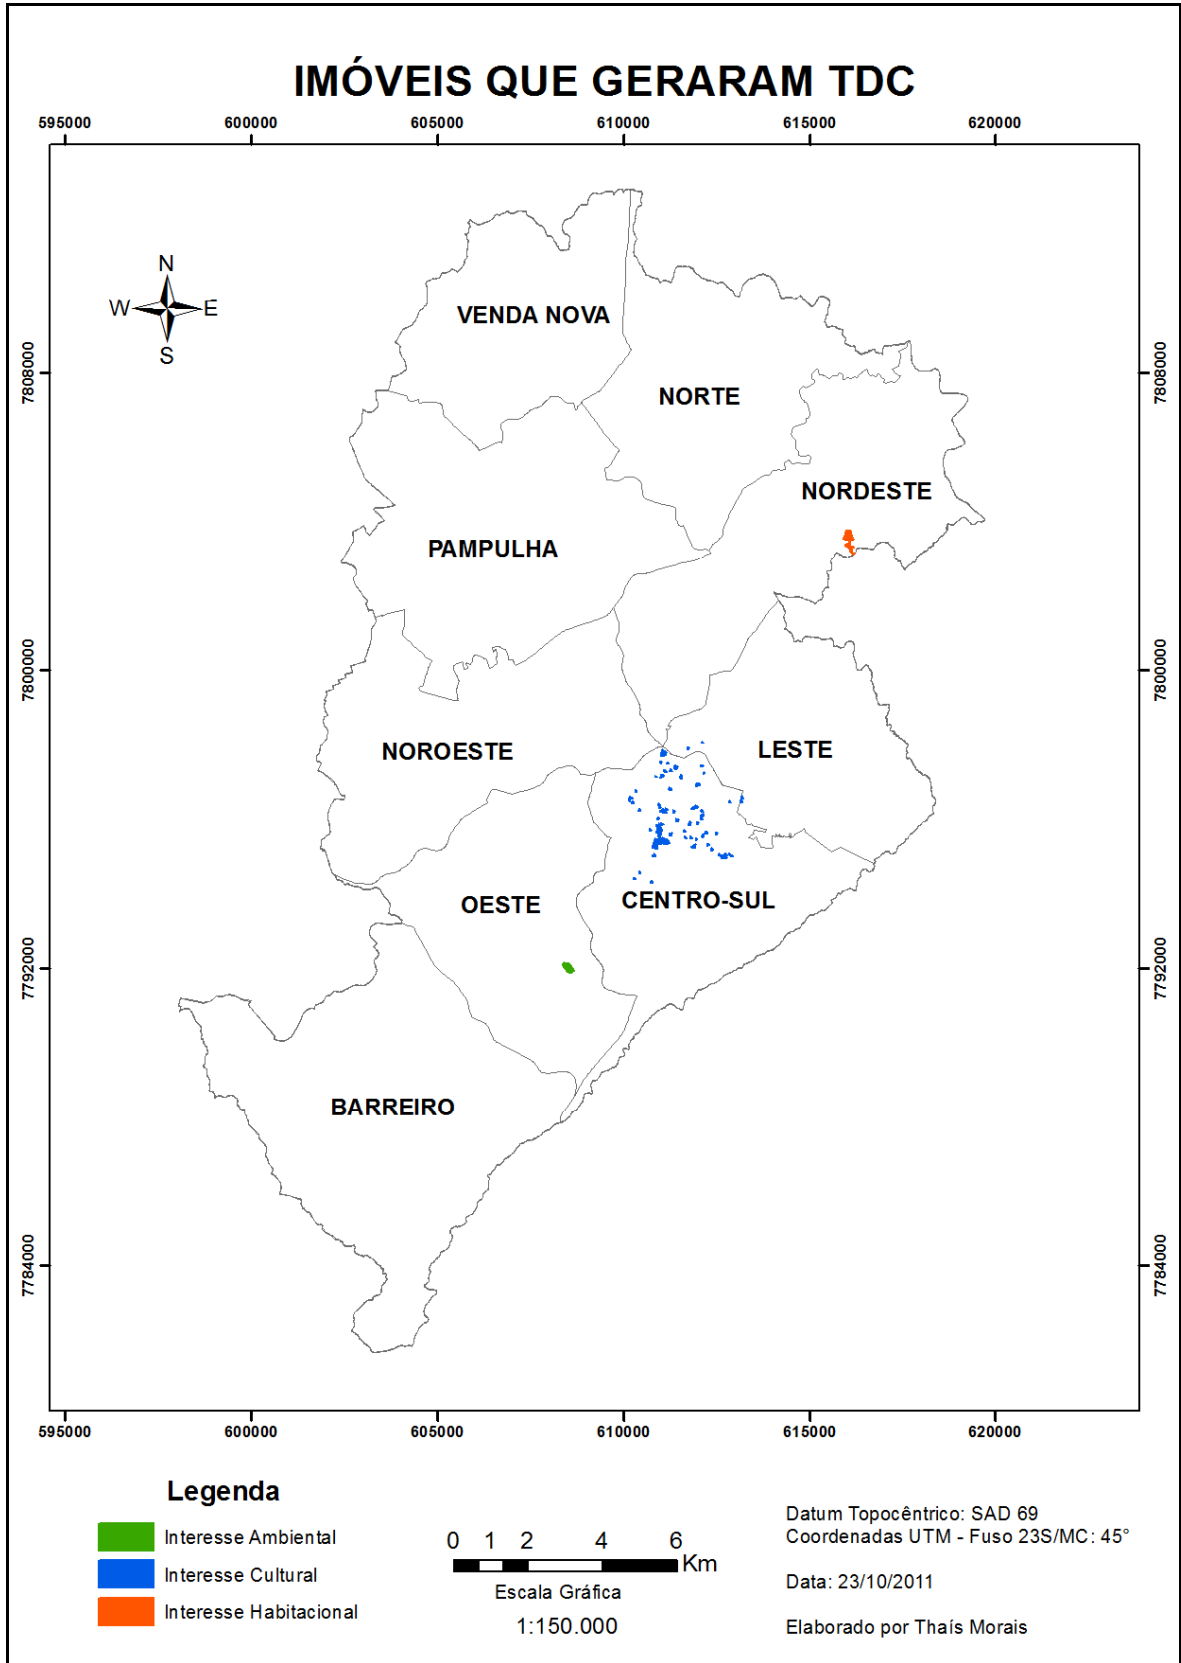 IMÓVEIS QUE GERARAM TDC
595000 600000 605000 610000 615000 620000
N
W E
S
VENDA NOVA
7808000 7808000
NORTE
NORDESTE
PAMPULHA
7800000 7800000
NOROESTE
LESTE
OESTE
CENTRO-SUL
7792000 7792000
BARREIRO
7784000 7784000
595000 600000 605000 610000 615000 620000
Legenda
Interesse Ambiental
Interesse Cultural
Interesse Habitacional
0 1 2 4 6
Km
Escala Gráfica
1:150.000
Datum Topocêntrico: SAD 69
Coordenadas UTM - Fuso 23S/MC: 45°
Data: 23/10/2011
Elaborado por Thaís Morais